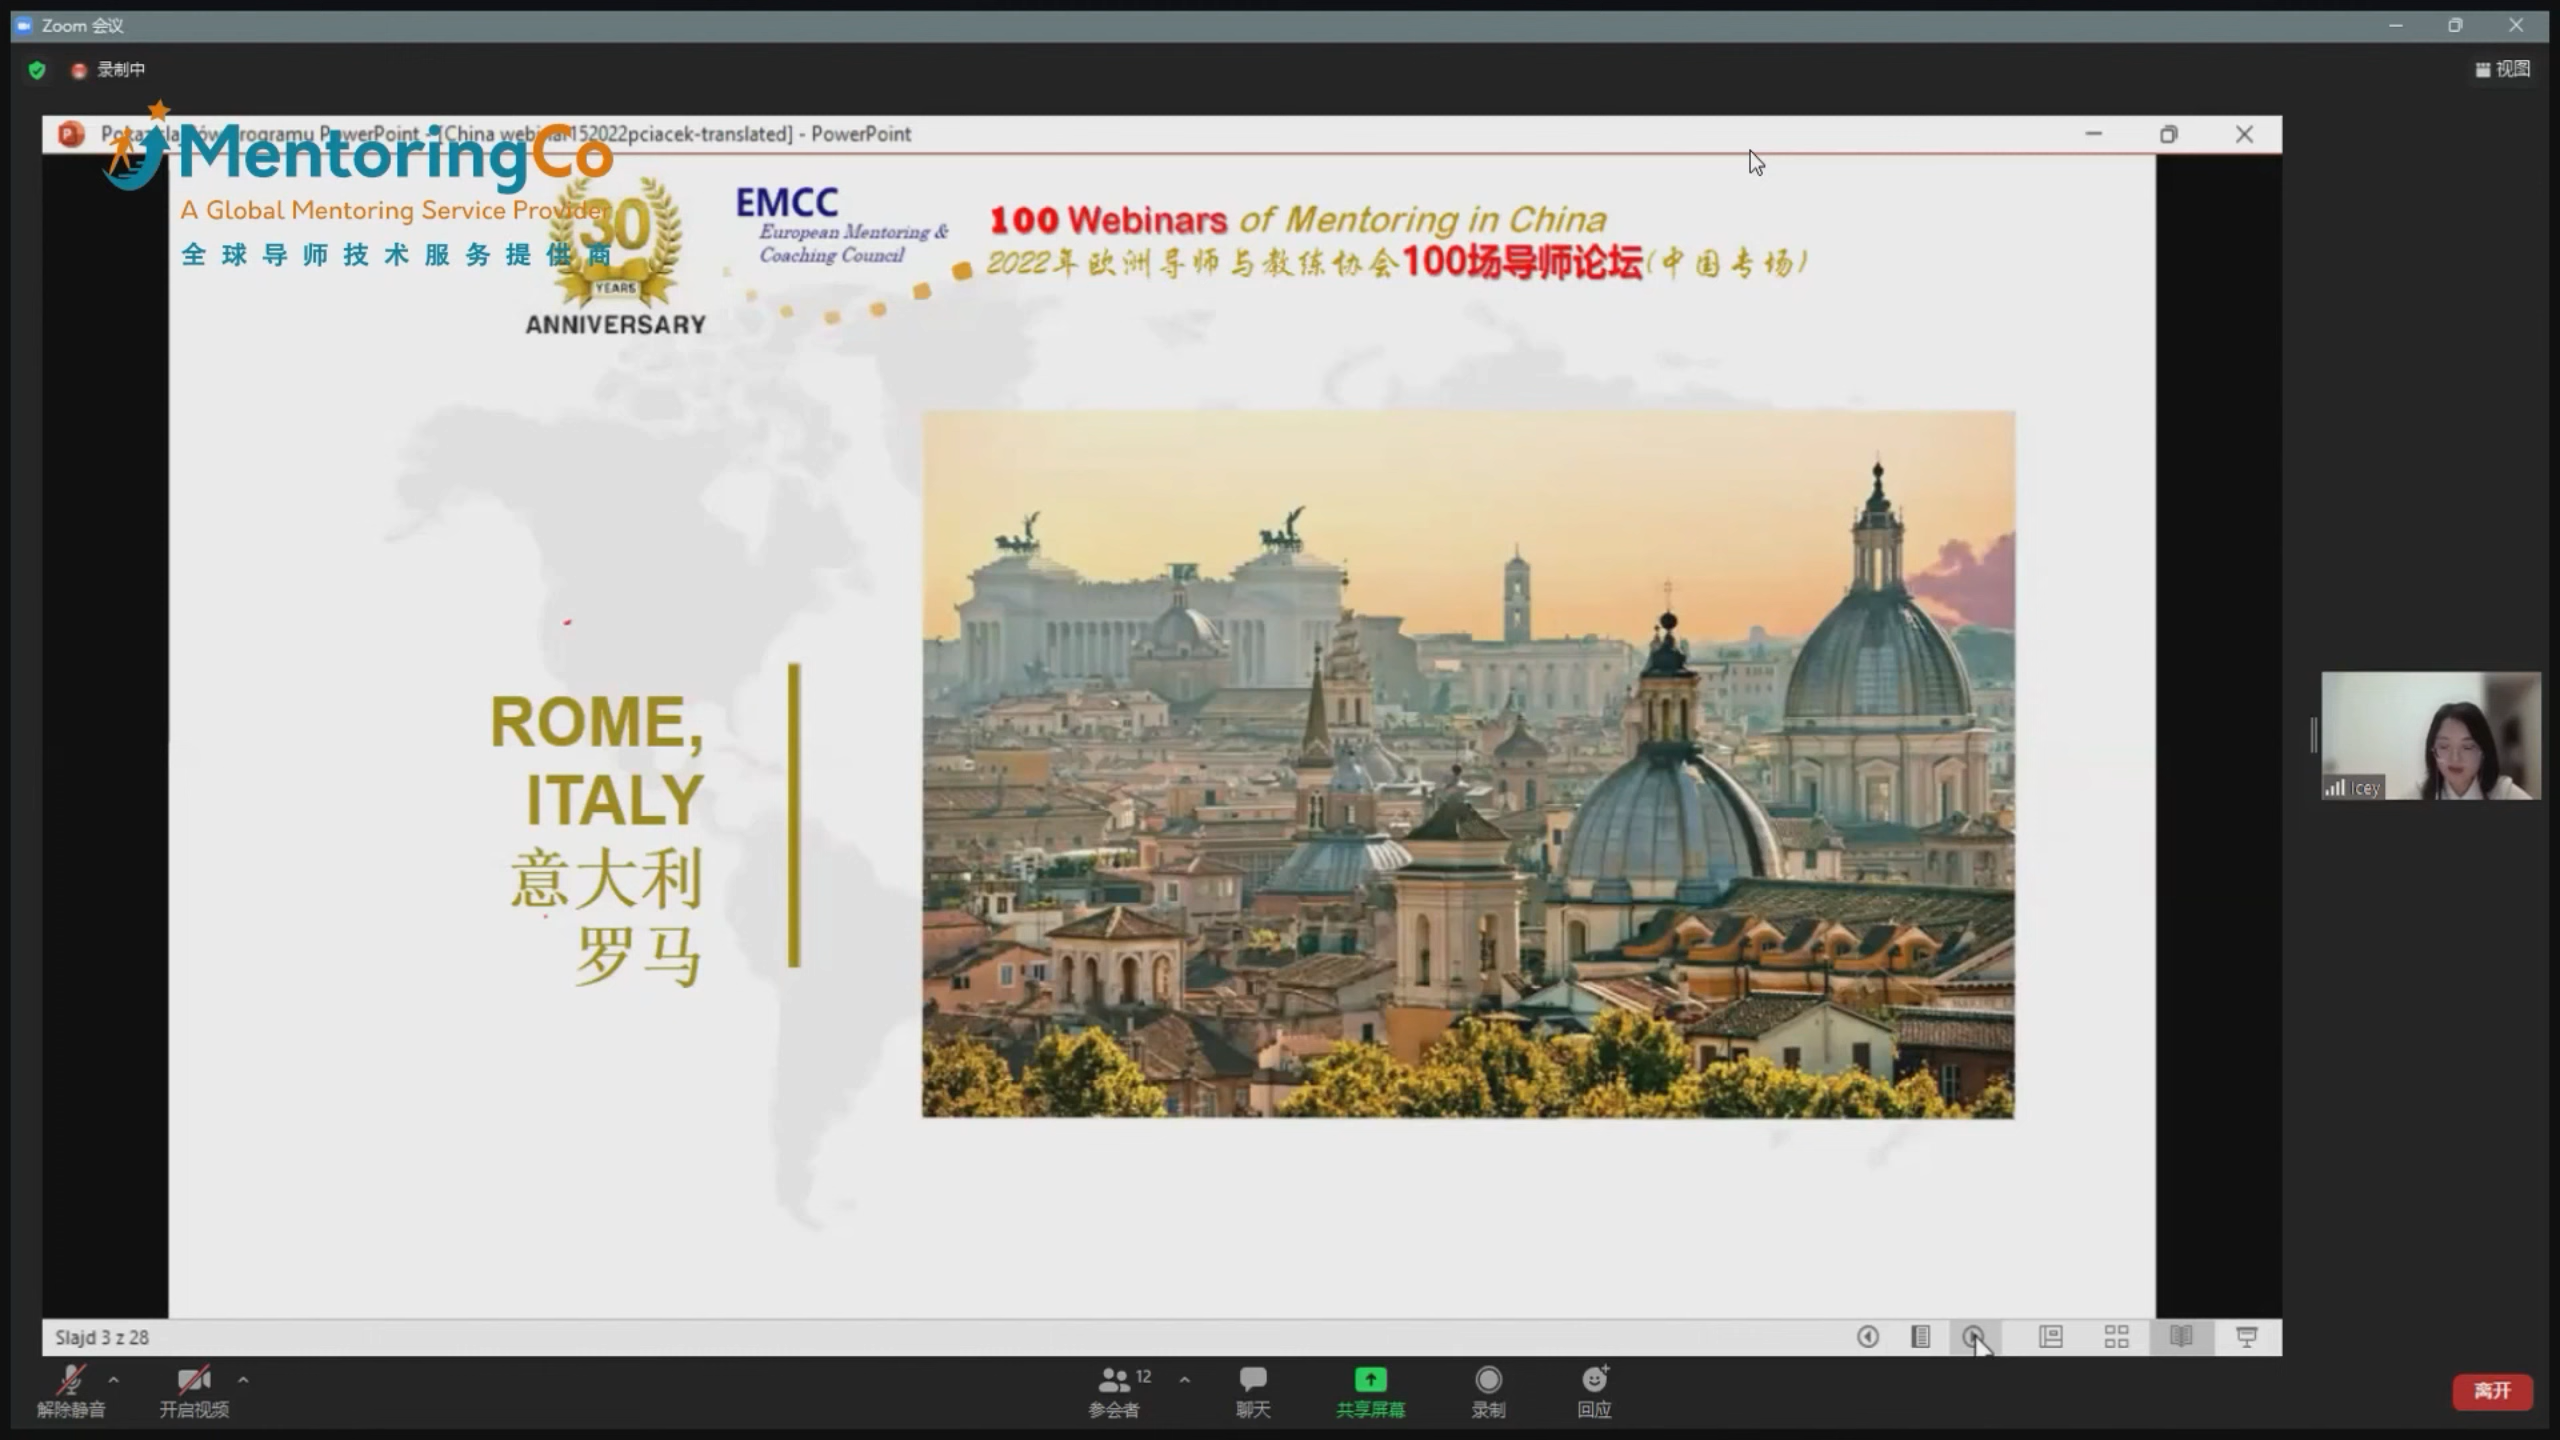 Zoom 会议
录制中
视图
[China webinar152022pciacek-translated] - PowerPoint
MentoringCo
A Global Mentoring Service Provider
全球导师技术服务提供商
30
YEARS
ANNIVERSARY
EMCC
European Mentoring &
Coaching Council
100 Webinars of Mentoring in China
2022年欧洲导师与教练协会100场导师论坛(中国专场)
ROME,
ITALY
意大利
罗马
Icey
Slajd 3 z 28
解除静音
开启视频
12
参会者
聊天
共享屏幕
录制
回应
离开